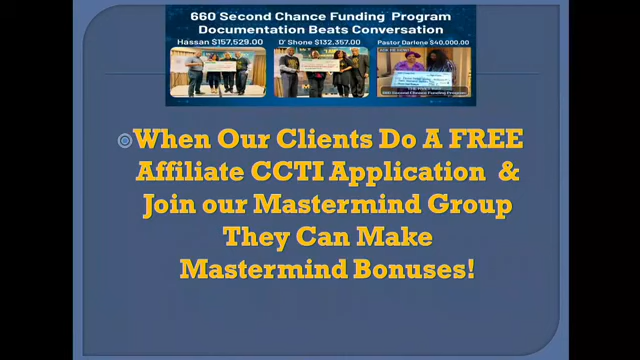 660 Second Chance Funding Program
Documentation Beats Conversation
Hassan $157,529.00 D' Shone $132,357.00 Pastor Darlene $40,000.00
When Our Clients Do A FREE
Affiliate CCTI Application &
Join our Mastermind Group
They Can Make
Mastermind Bonuses!